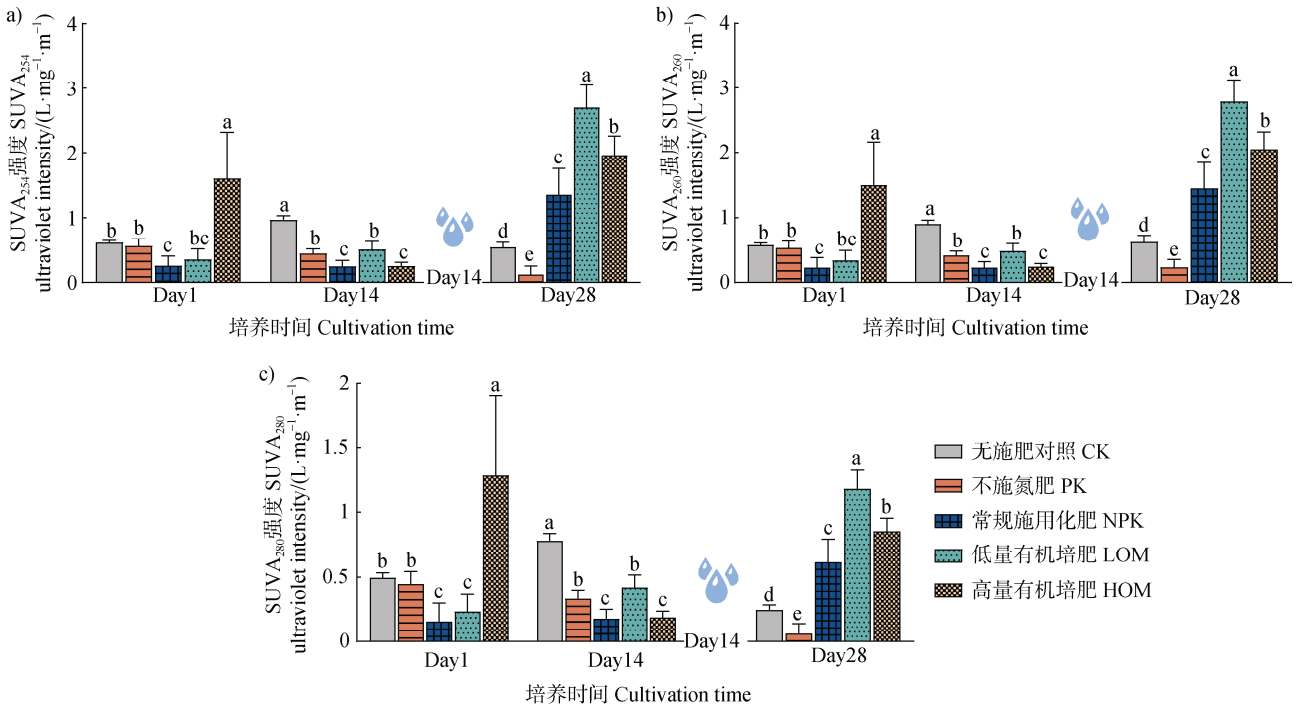 a)
SUVA254强度 SUVA254
ultraviolet intensity/(L·mg−1·m−1)
4
3
2
1
0
b b c bc a
a b c b c
d e c a b
Day1 Day14 Day14 Day28
培养时间 Cultivation time
b)
SUVA260强度 SUVA260
ultraviolet intensity/(L·mg−1·m−1)
4
3
2
1
0
b b c bc a
a b c b c
d e c a b
Day1 Day14 Day14 Day28
培养时间 Cultivation time
c)
SUVA280强度 SUVA280
ultraviolet intensity/(L·mg−1·m−1)
2
1.5
1
0.5
0
b b c c a
a b c b c
d e c a b
Day1 Day14 Day14 Day28
培养时间 Cultivation time
无施肥对照 CK
不施氮肥 PK
常规施用化肥 NPK
低量有机培肥 LOM
高量有机培肥 HOM